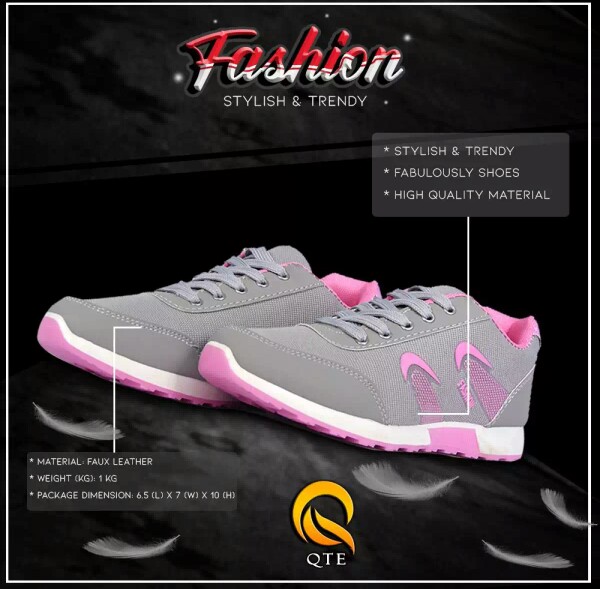 Fashion
STYLISH & TRENDY
* STYLISH & TRENDY
* FABULOUSLY SHOES
* HIGH QUALITY MATERIAL
* MATERIAL: FAUX LEATHER
* WEIGHT (KG): 1 KG
* PACKAGE DIMENSION: 6.5 (L) X 7 (W) X 10 (H)
QTE